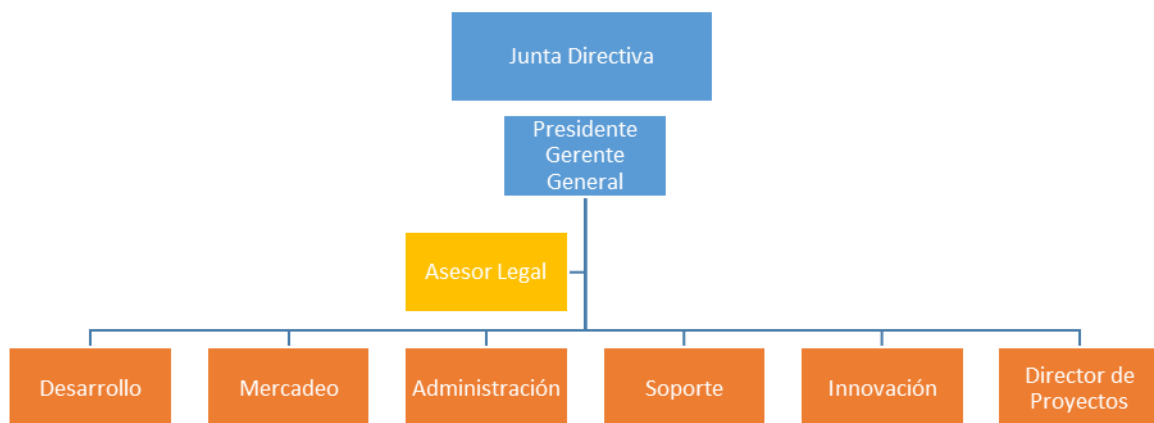 Junta Directiva
Presidente
Gerente
General
Asesor Legal
Desarrollo
Mercadeo
Administración
Soporte
Innovación
Director de
Proyectos